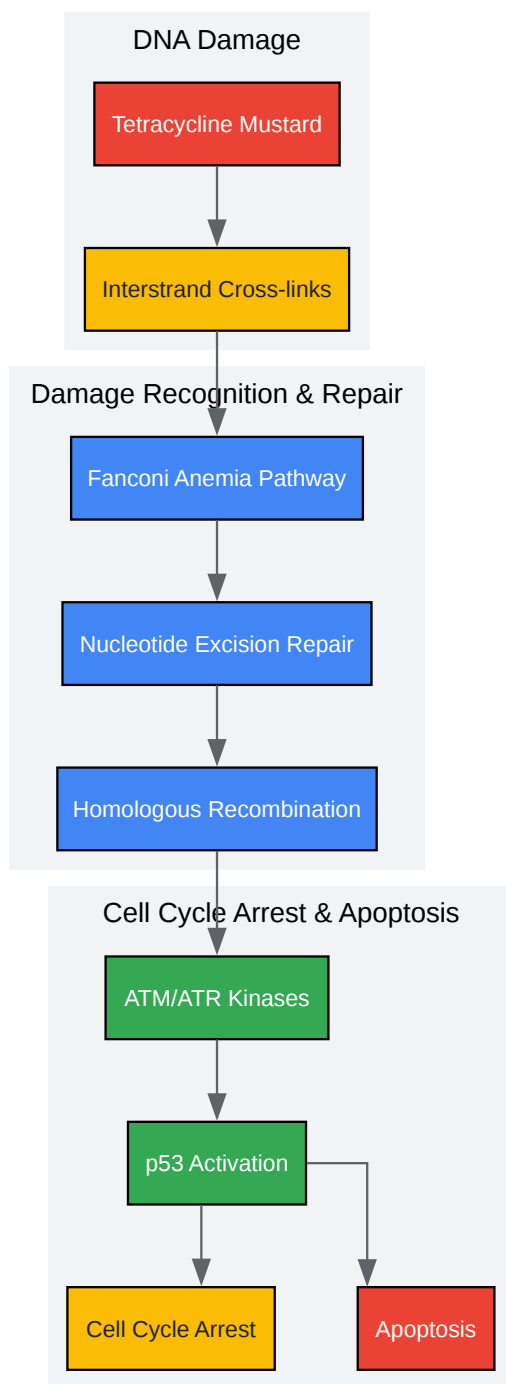 DNA Damage
Tetracycline Mustard
Interstrand Cross-links
Damage Recognition & Repair
Fanconi Anemia Pathway
Nucleotide Excision Repair
Homologous Recombination
Cell Cycle Arrest & Apoptosis
ATM/ATR Kinases
p53 Activation
Cell Cycle Arrest
Apoptosis